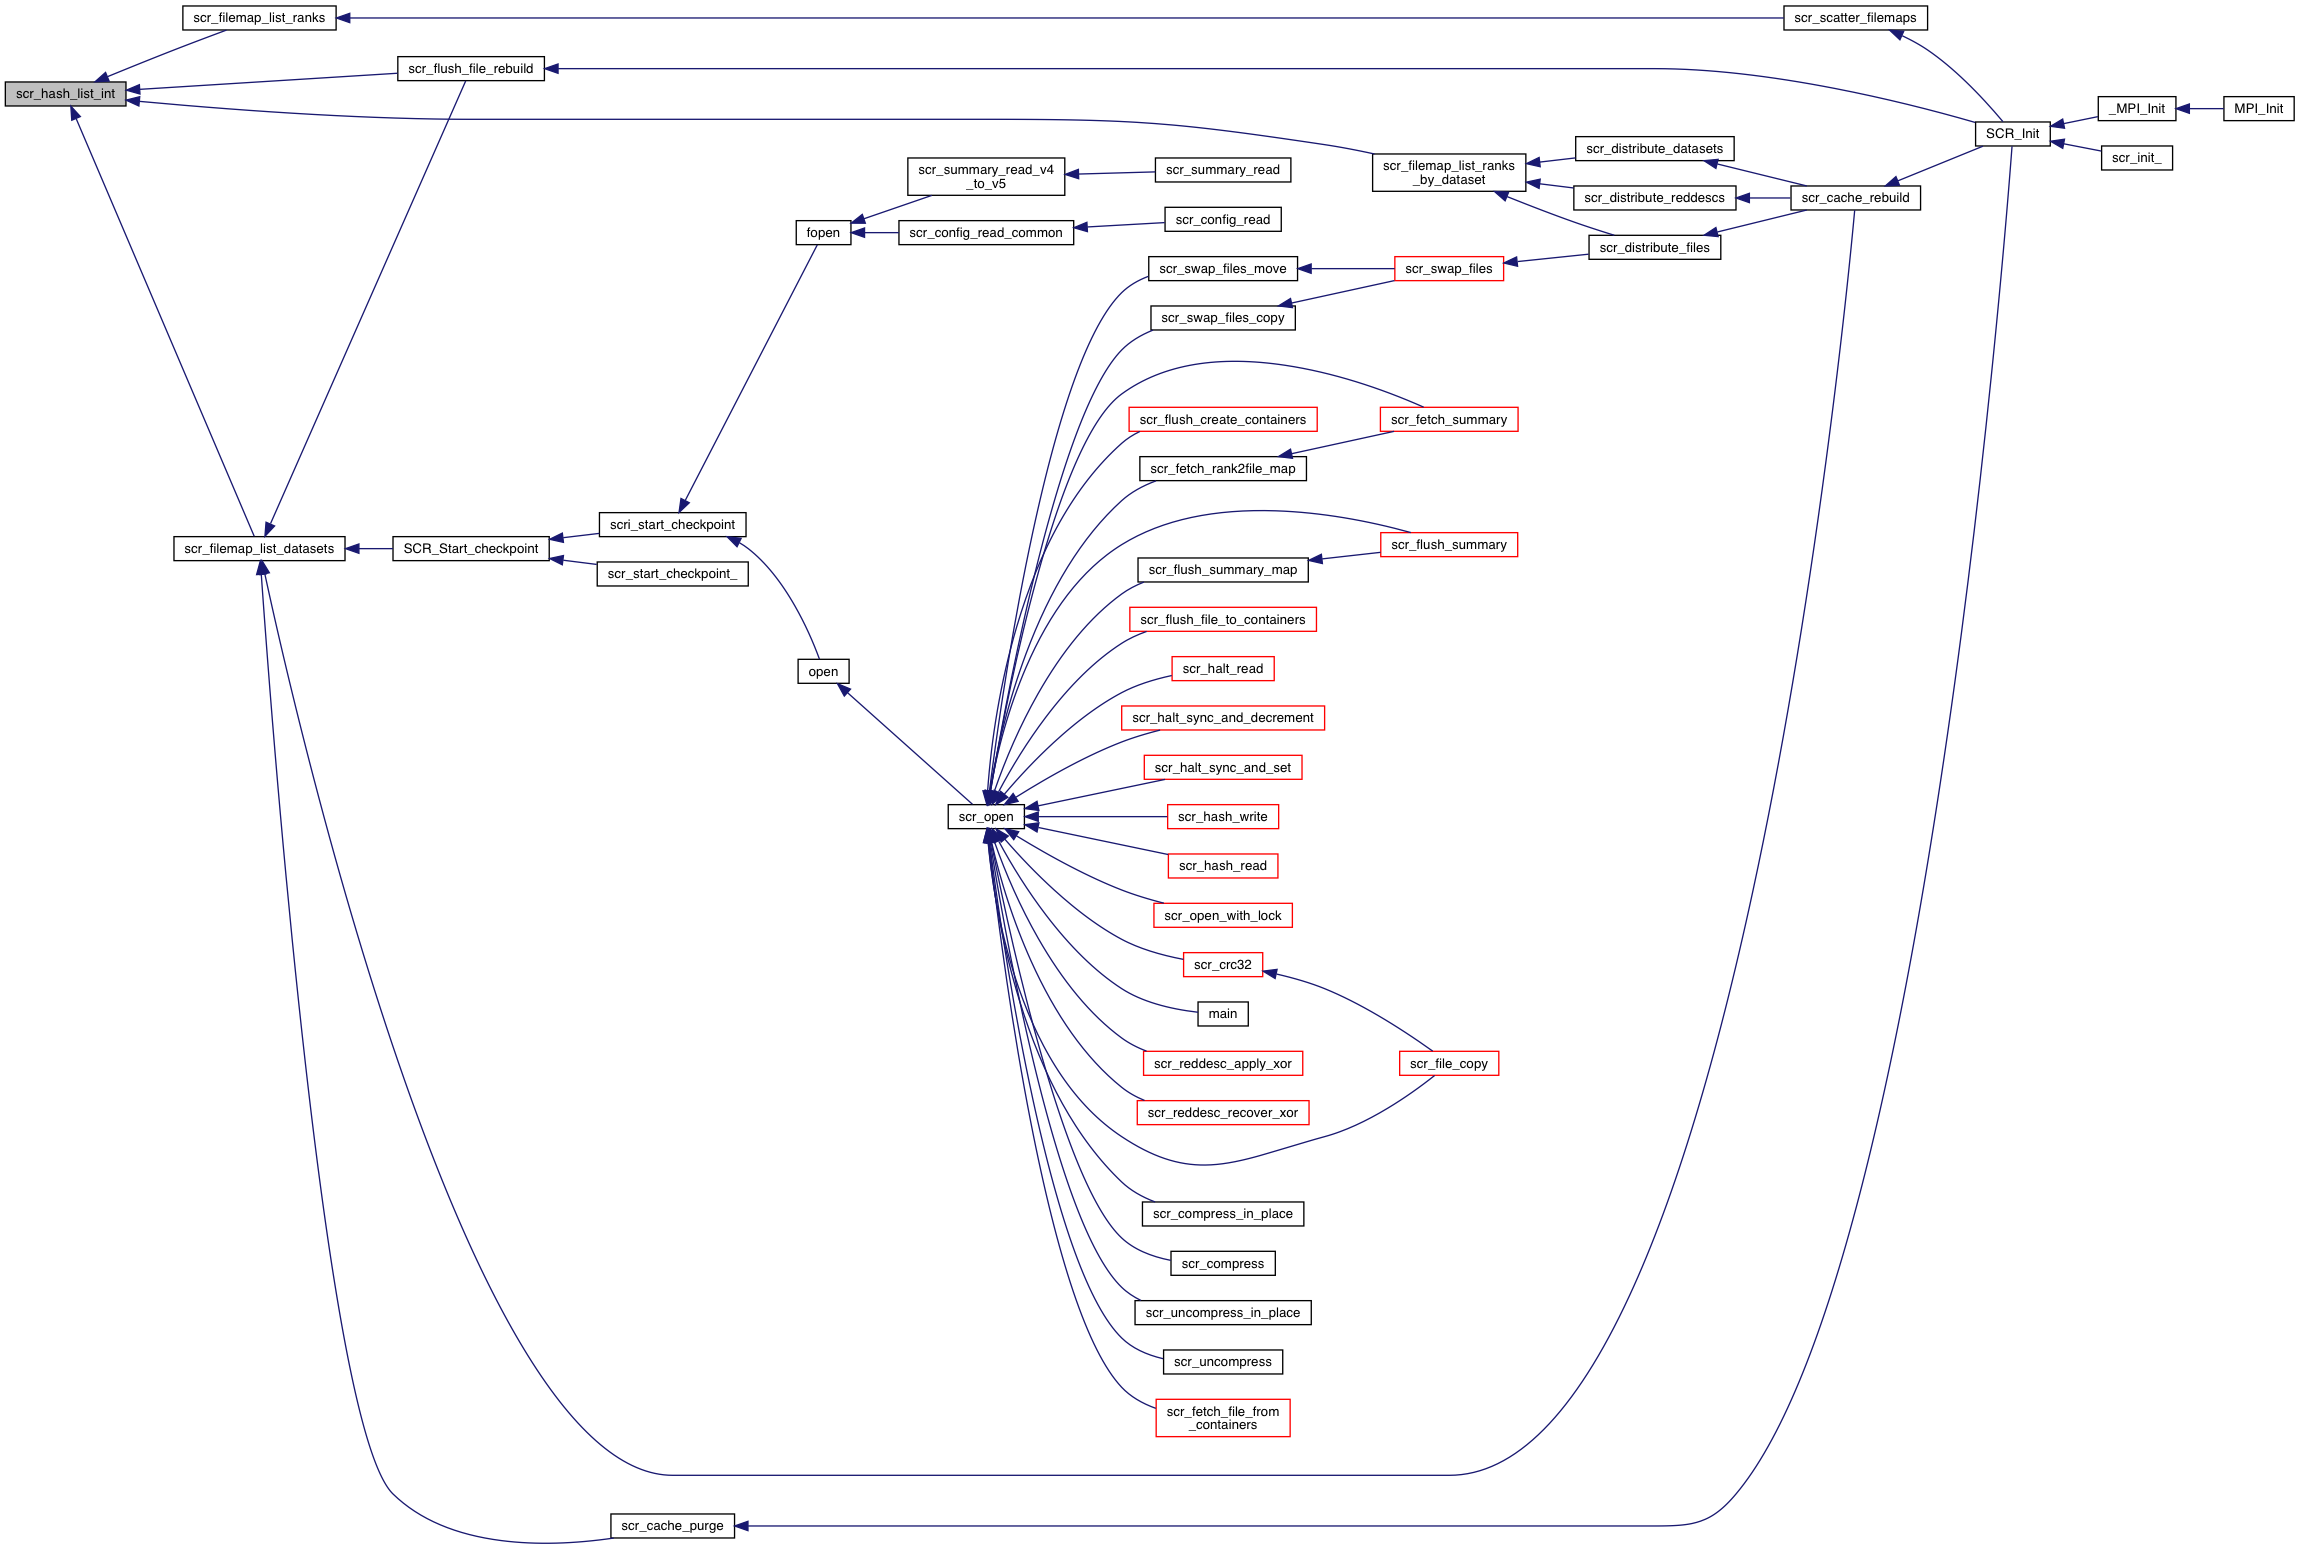 scr_filemap_list_ranks
scr_scatter_filemaps
scr_flush_file_rebuild
scr_hash_list_int
_MPI_Init
MPI_Init
SCR_Init
scr_init_
scr_distribute_datasets
scr_filemap_list_ranks
_by_dataset
scr_summary_read_v4
_to_v5
scr_summary_read
scr_distribute_reddescs
scr_cache_rebuild
scr_config_read
fopen
scr_config_read_common
scr_distribute_files
scr_swap_files_move
scr_swap_files
scr_swap_files_copy
scr_flush_create_containers
scr_fetch_summary
scr_fetch_rank2file_map
scri_start_checkpoint
scr_filemap_list_datasets
SCR_Start_checkpoint
scr_flush_summary
scr_start_checkpoint_
scr_flush_summary_map
scr_flush_file_to_containers
open
scr_halt_read
scr_halt_sync_and_decrement
scr_halt_sync_and_set
scr_open
scr_hash_write
scr_hash_read
scr_open_with_lock
scr_crc32
main
scr_reddesc_apply_xor
scr_file_copy
scr_reddesc_recover_xor
scr_compress_in_place
scr_compress
scr_uncompress_in_place
scr_uncompress
scr_fetch_file_from
_containers
scr_cache_purge